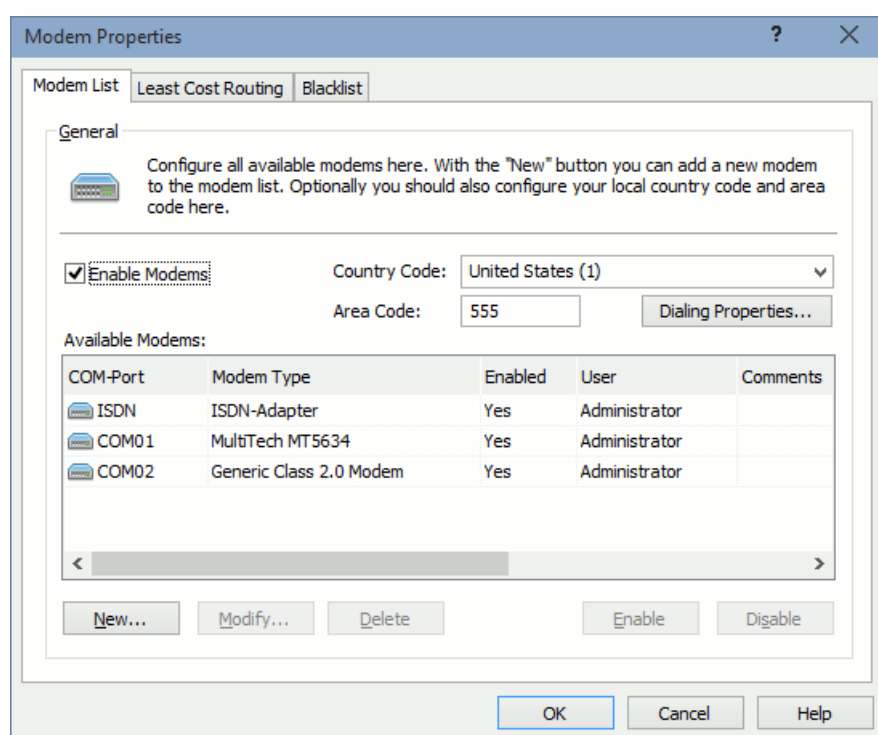 Modem Properties ?
Modem List Least Cost Routing Blacklist
General
Configure all available modems here. With the "New" button you can add a new modem
to the modem list. Optionally you should also configure your local country code and area
code here.
Enable Modems Country Code: United States (1)
Area Code: 555 Dialing Properties...
Available Modems:
COM-Port Modem Type Enabled User Comments
ISDN ISDN-Adapter Yes Administrator
COM01 MultiTech MT5634 Yes Administrator
COM02 Generic Class 2.0 Modem Yes Administrator
New... Modify... Delete Enable Disable
OK Cancel Help